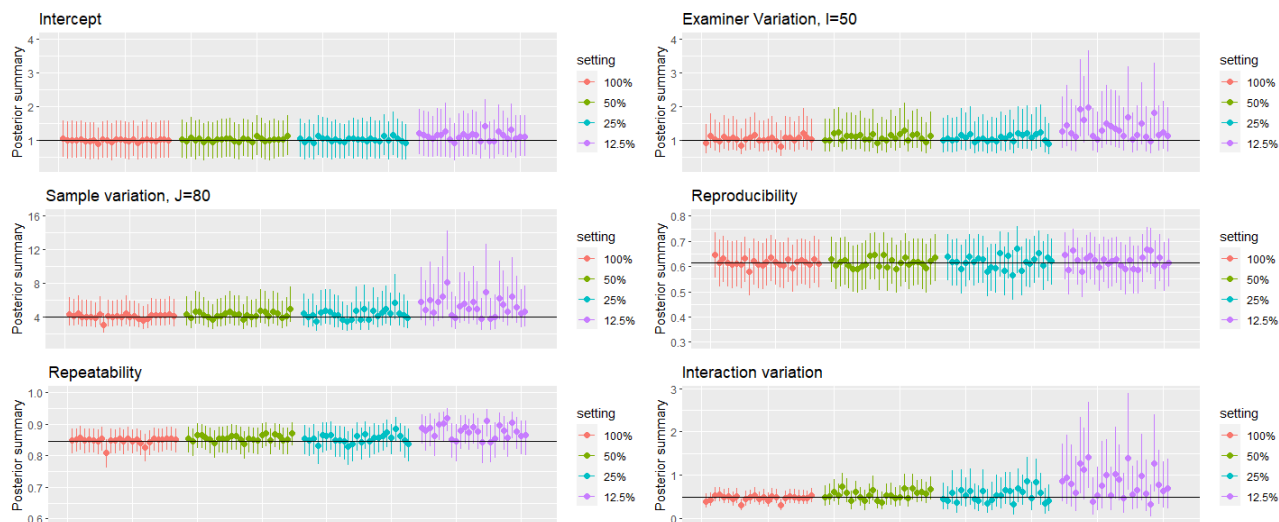 Intercept
Posterior summary
4
3
2
1
setting
100%
50%
25%
12.5%
Examiner Variation, I=50
Posterior summary
4
3
2
1
setting
100%
50%
25%
12.5%
Sample variation, J=80
Posterior summary
16
12
8
4
setting
100%
50%
25%
12.5%
Reproducibility
Posterior summary
0.8
0.7
0.6
0.5
0.4
0.3
setting
100%
50%
25%
12.5%
Repeatability
Posterior summary
1.0
0.9
0.8
0.7
0.6
setting
100%
50%
25%
12.5%
Interaction variation
Posterior summary
3
2
1
0
setting
100%
50%
25%
12.5%